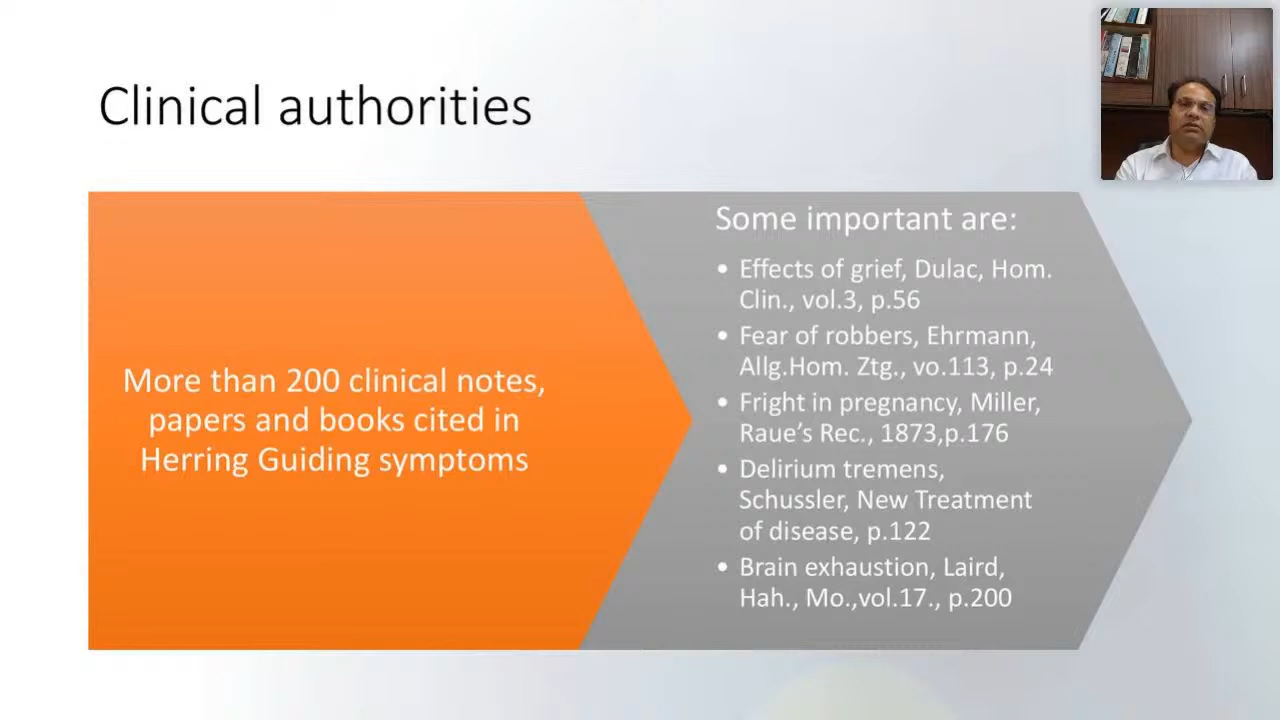 Clinical authorities
More than 200 clinical notes,
papers and books cited in
Herring Guiding symptoms
Some important are:
• Effects of grief, Dulac, Hom.
Clin., vol.3, p.56
• Fear of robbers, Ehrmann,
Allg.Hom. Ztg., vo.113, p.24
• Fright in pregnancy, Miller,
Raue’s Rec., 1873,p.176
• Delirium tremens,
Schussler, New Treatment
of disease, p.122
• Brain exhaustion, Laird,
Hah., Mo.,vol.17., p.200